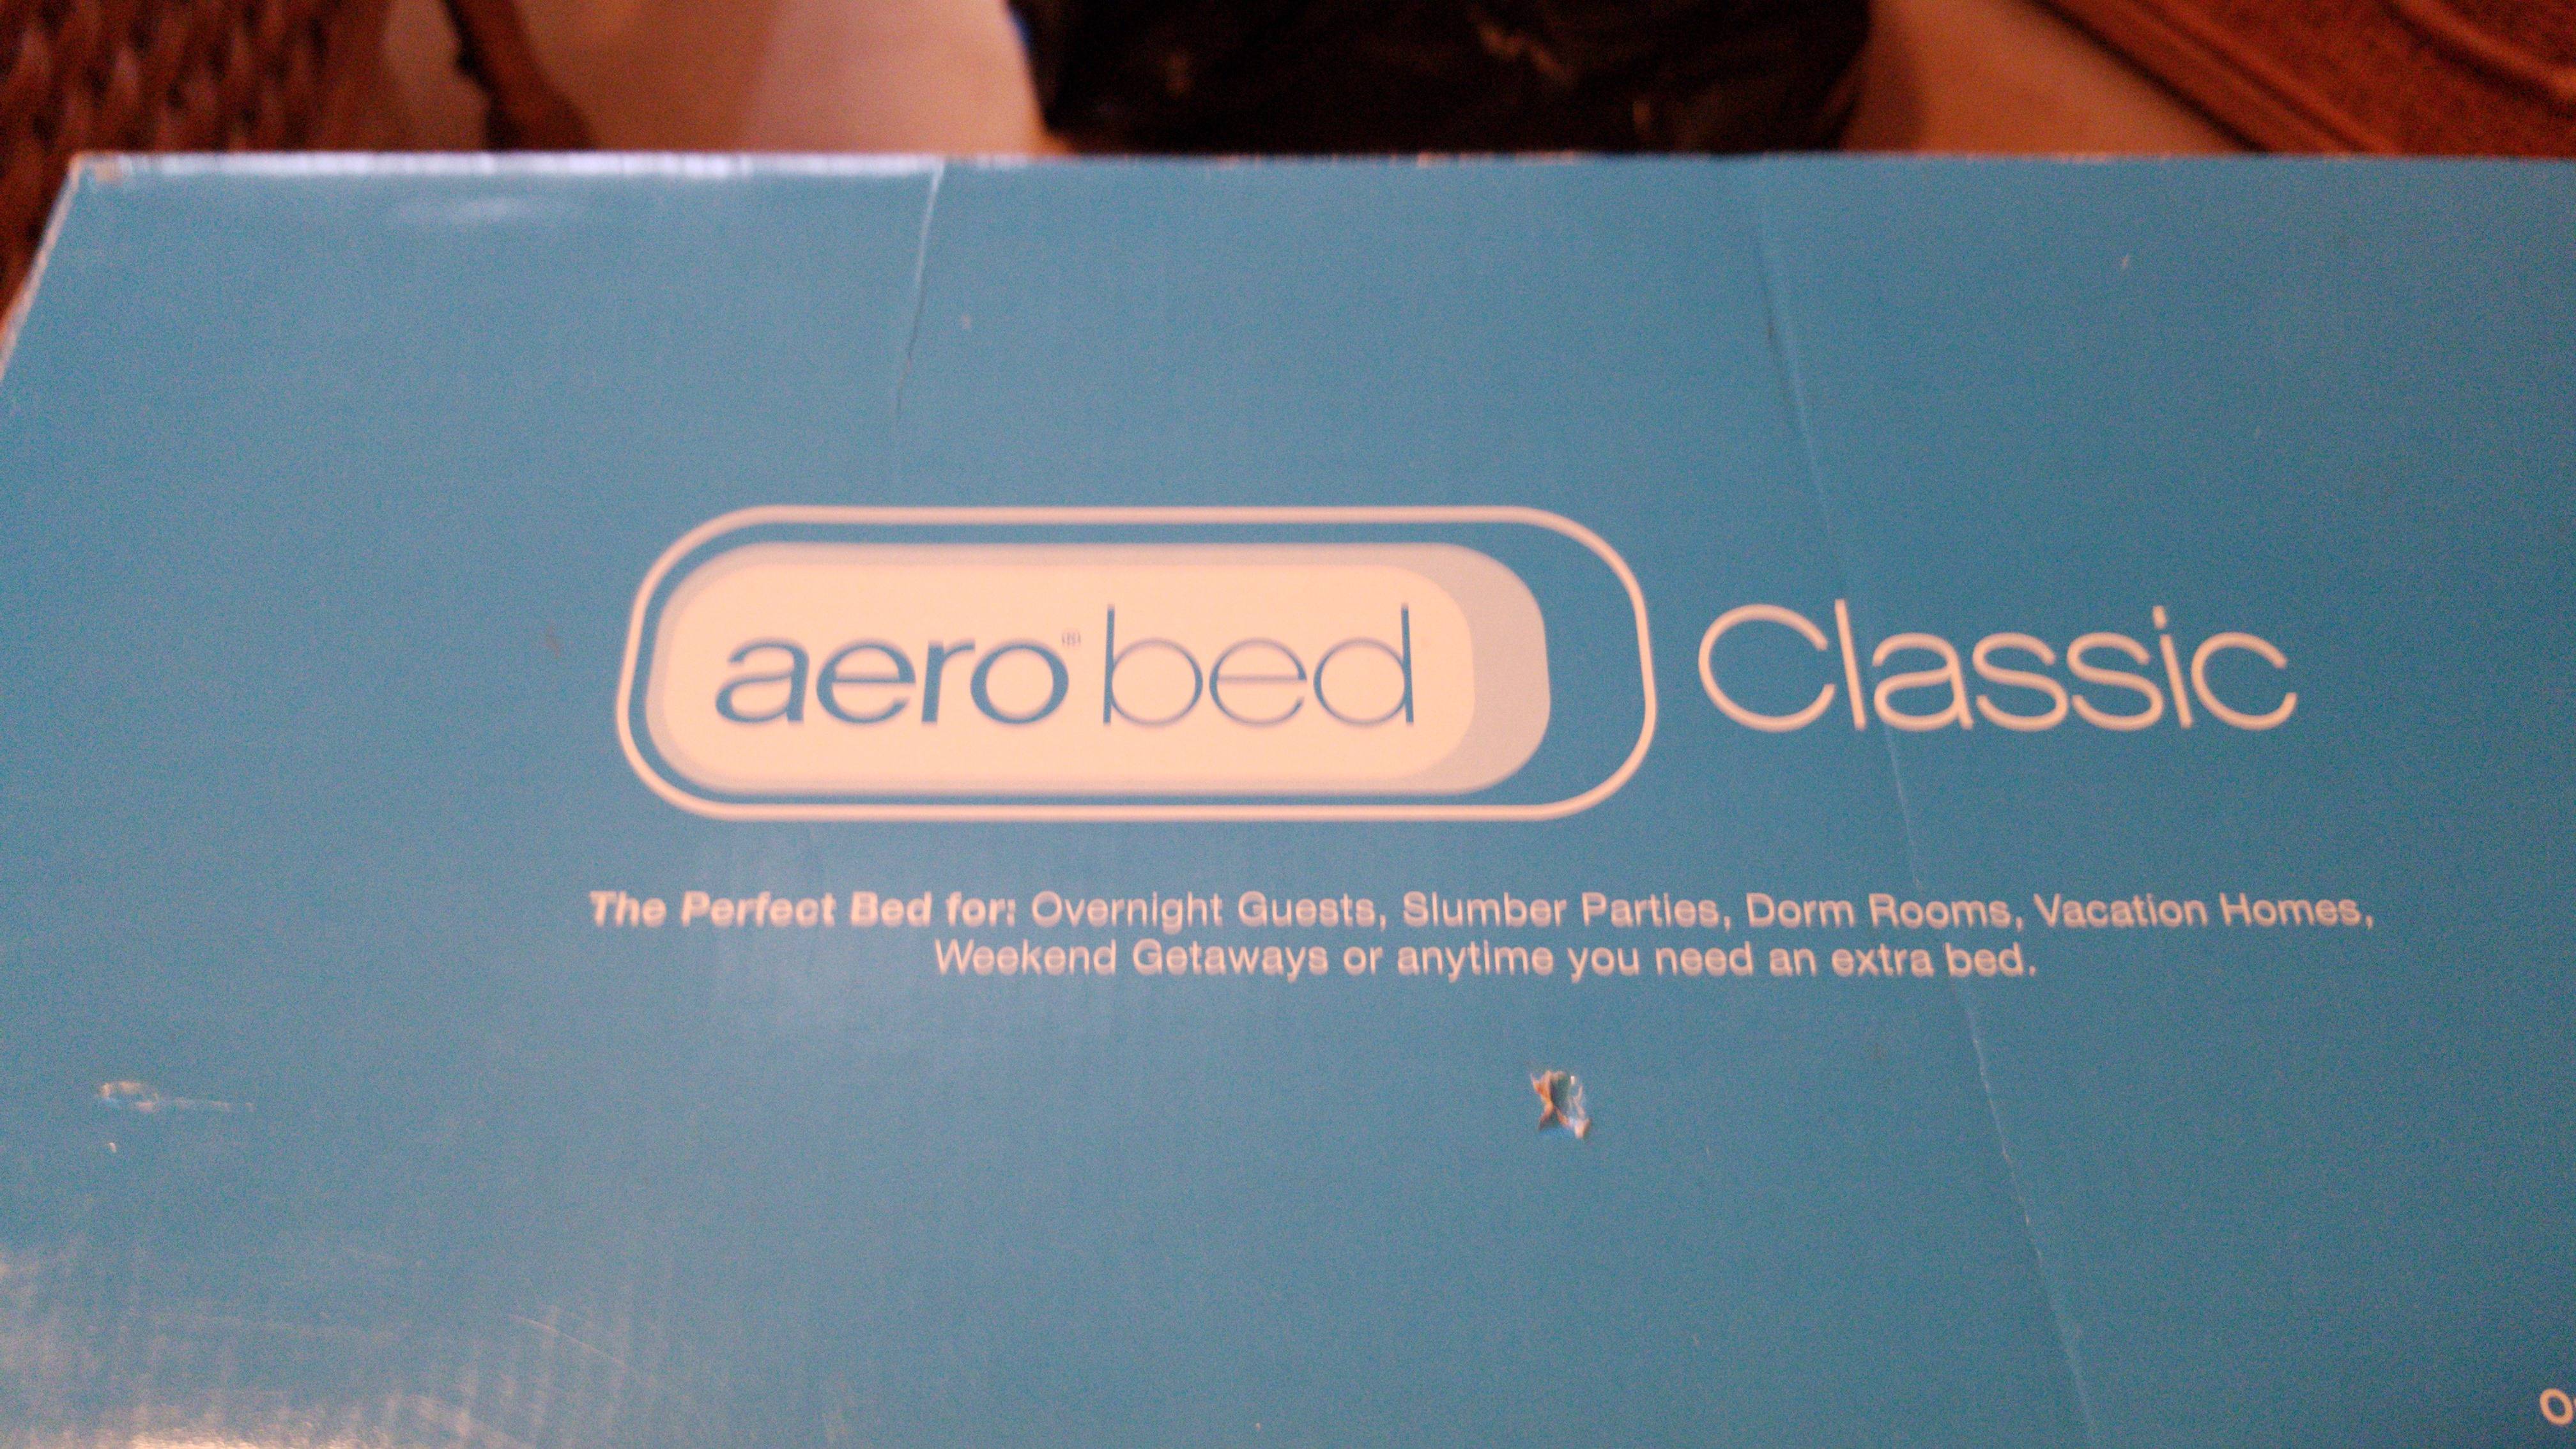 aero® bed Classic
The Perfect Bed for: Overnight Guests, Slumber Parties, Dorm Rooms, Vacation Homes,
Weekend Getaways or anytime you need an extra bed.